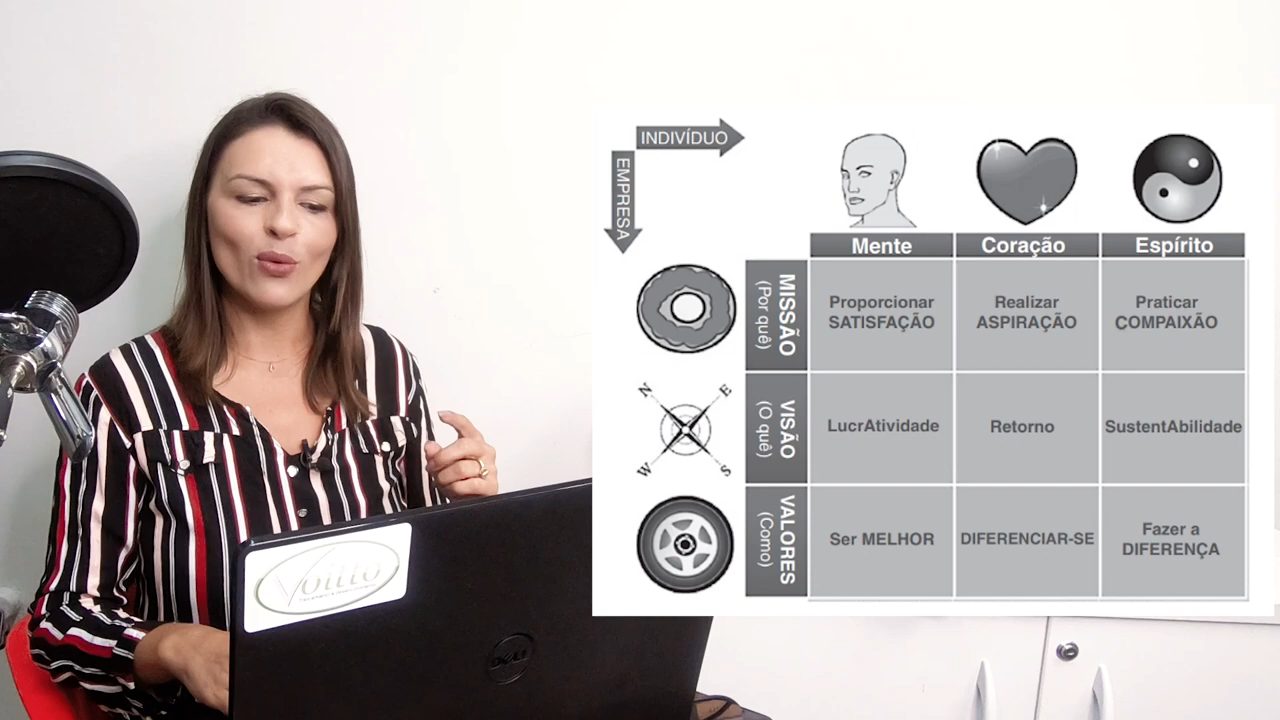 INDIVÍDUO
EMPRESA
Mente
Coração
Espírito
MISSÃO
(Por quê)
Proporcionar
SATISFAÇÃO
Realizar
ASPIRAÇÃO
Praticar
COMPAIXÃO
N
E
W
S
VISÃO
(O quê)
LucrAtividade
Retorno
SustentAbilidade
VALORES
(Como)
Ser MELHOR
DIFERENCIAR-SE
Fazer a
DIFERENÇA
Voitto
DELL